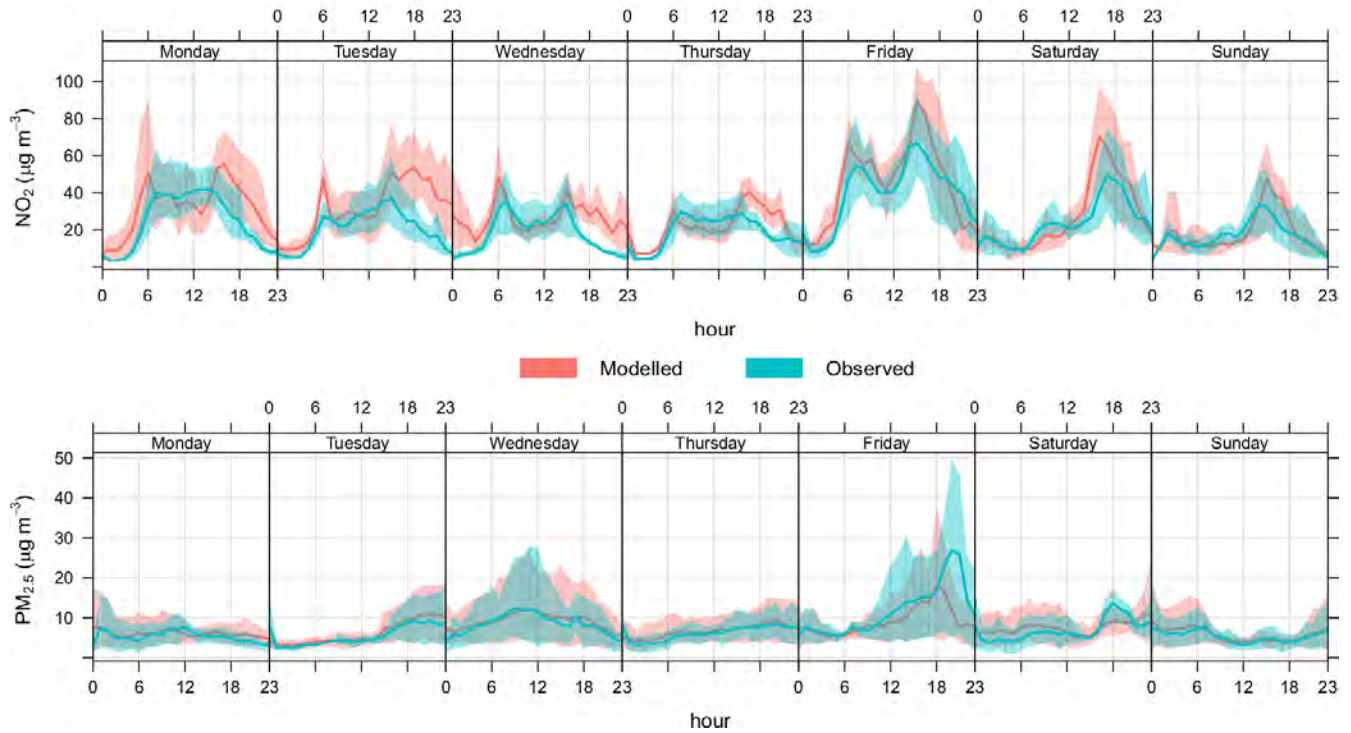 0 6 12 18 23 0 6 12 18 23 0 6 12 18 23
Monday Tuesday Wednesday Thursday Friday Saturday Sunday
100
80
60
40
20
NO2 (µg m−3)
0 6 12 18 23 0 6 12 18 23 0 6 12 18 23 0 6 12 18 23
hour
Modelled Observed
0 6 12 18 23 0 6 12 18 23 0 6 12 18 23
Monday Tuesday Wednesday Thursday Friday Saturday Sunday
50
40
30
20
10
PM2.5 (µg m−3)
0 6 12 18 23 0 6 12 18 23 0 6 12 18 23 0 6 12 18 23
hour